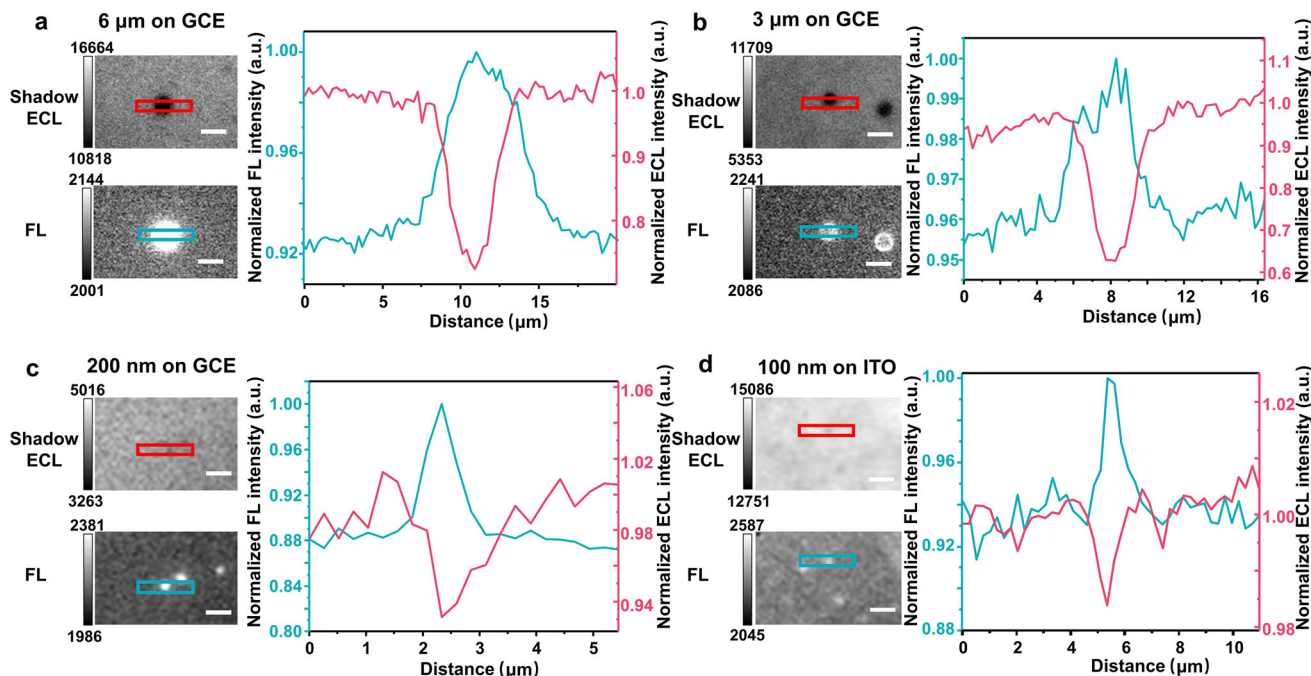 a
6 μm on GCE
16664
Shadow
ECL
10818
2144
FL
2001
Normalized FL intensity (a.u.)
1.00
0.96
0.92
1.0
0.9
0.8
Normalized ECL intensity (a.u.)
0
5
10
15
Distance (μm)
b
3 μm on GCE
11709
Shadow
ECL
5353
2241
FL
2086
Normalized FL intensity (a.u.)
1.00
0.99
0.98
0.97
0.96
0.95
1.1
1.0
0.9
0.8
0.7
0.6
Normalized ECL intensity (a.u.)
0
4
8
12
16
Distance (μm)
c
200 nm on GCE
5016
Shadow
ECL
3263
2381
FL
1986
Normalized FL intensity (a.u.)
1.00
0.96
0.92
0.88
0.84
0.80
1.06
1.02
0.98
0.94
Normalized ECL intensity (a.u.)
0
1
2
3
4
5
Distance (μm)
d
100 nm on ITO
15086
Shadow
ECL
12751
2587
FL
2045
Normalized FL intensity (a.u.)
1.00
0.96
0.92
0.88
1.02
1.00
0.98
Normalized ECL intensity (a.u.)
0
2
4
6
8
10
Distance (μm)